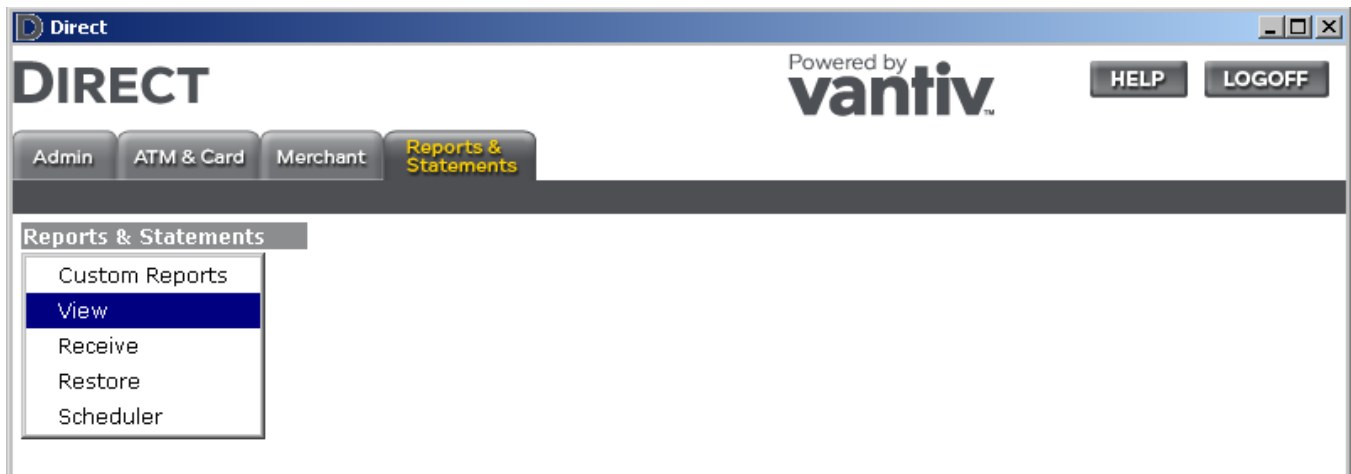 Direct
DIRECT
Powered by
vantiv™
HELP
LOGOFF
Admin
ATM & Card
Merchant
Reports &
Statements
Reports & Statements
Custom Reports
View
Receive
Restore
Scheduler